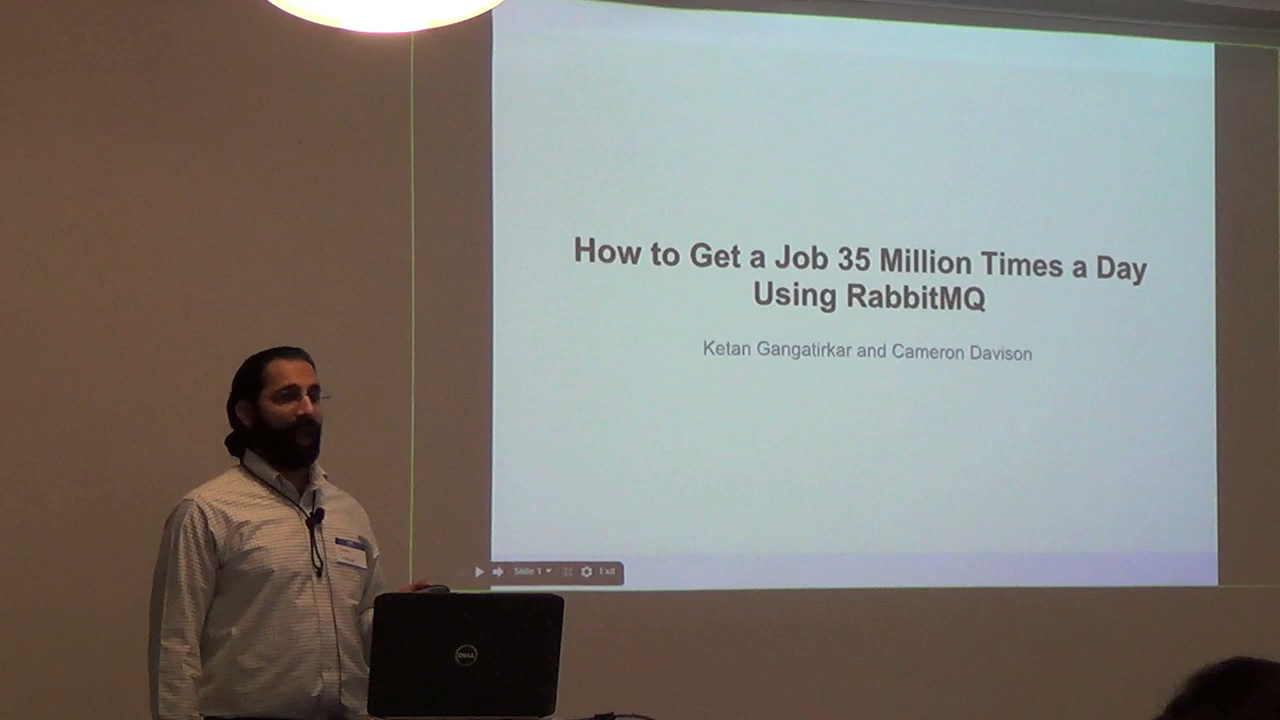 How to Get a Job 35 Million Times a Day
Using RabbitMQ
Ketan Gangatirkar and Cameron Davison
Slide 1
Exit
DELL